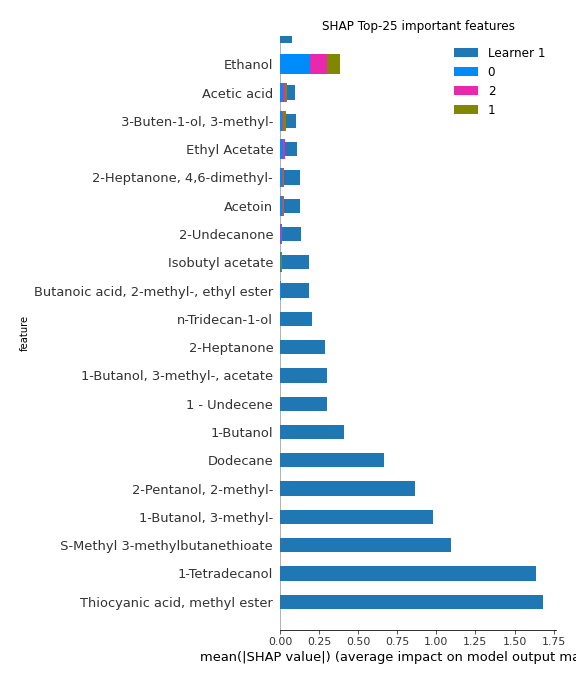 SHAP Top-25 important features
Learner 1
0
2
1
Ethanol
Acetic acid
3-Buten-1-ol, 3-methyl-
Ethyl Acetate
2-Heptanone, 4,6-dimethyl-
Acetoin
2-Undecanone
Isobutyl acetate
Butanoic acid, 2-methyl-, ethyl ester
n-Tridecan-1-ol
2-Heptanone
1-Butanol, 3-methyl-, acetate
1 - Undecene
1-Butanol
Dodecane
2-Pentanol, 2-methyl-
1-Butanol, 3-methyl-
S-Methyl 3-methylbutanethioate
1-Tetradecanol
Thiocyanic acid, methyl ester
feature
0.00 0.25 0.50 0.75 1.00 1.25 1.50 1.75
mean(|SHAP value|) (average impact on model output ma